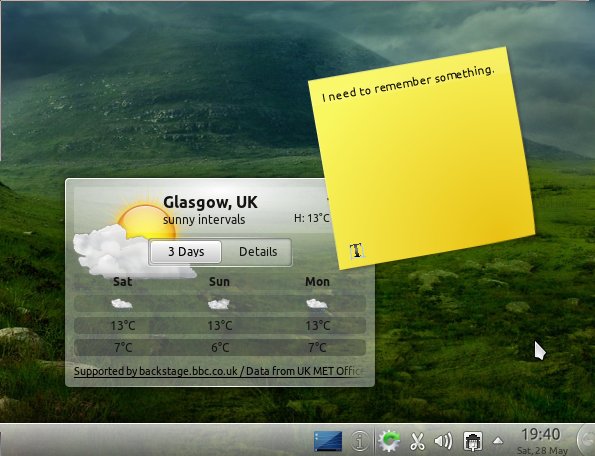 I need to remember something.
Glasgow, UK
sunny intervals
H: 13°C
3 Days Details
Sat Sun Mon
13°C 13°C 13°C
7°C 6°C 7°C
Supported by backstage.bbc.co.uk / Data from UK MET Offic
19:40
Sat, 28 May